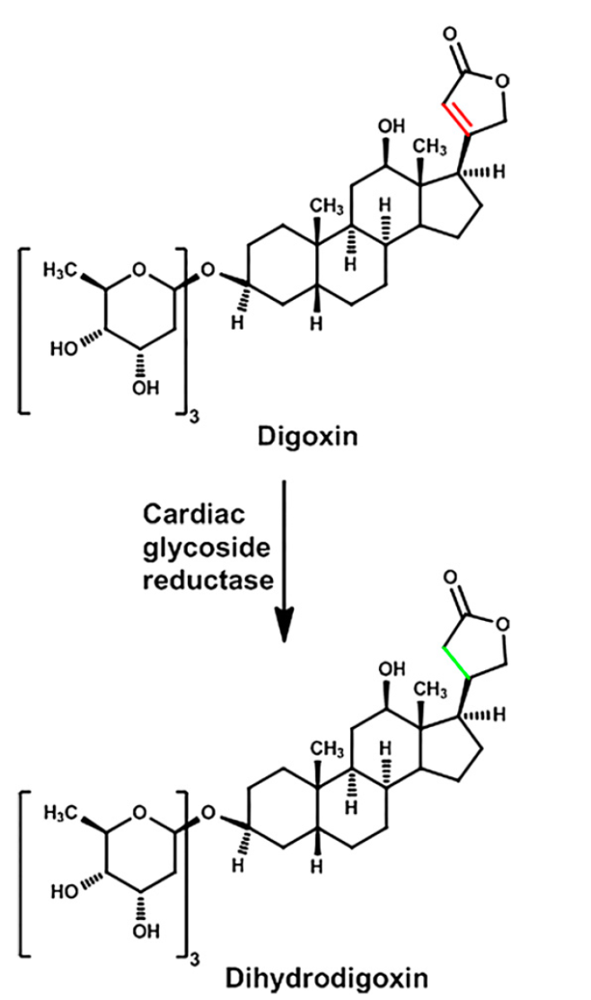 O
O
OH
CH3
H
CH3
H
H3C
O
O
H
HO
H
H
OH
3
Digoxin
Cardiac
glycoside
reductase
O
O
OH
CH3
H
CH3
H
H3C
O
O
H
HO
H
H
OH
3
Dihydrodigoxin